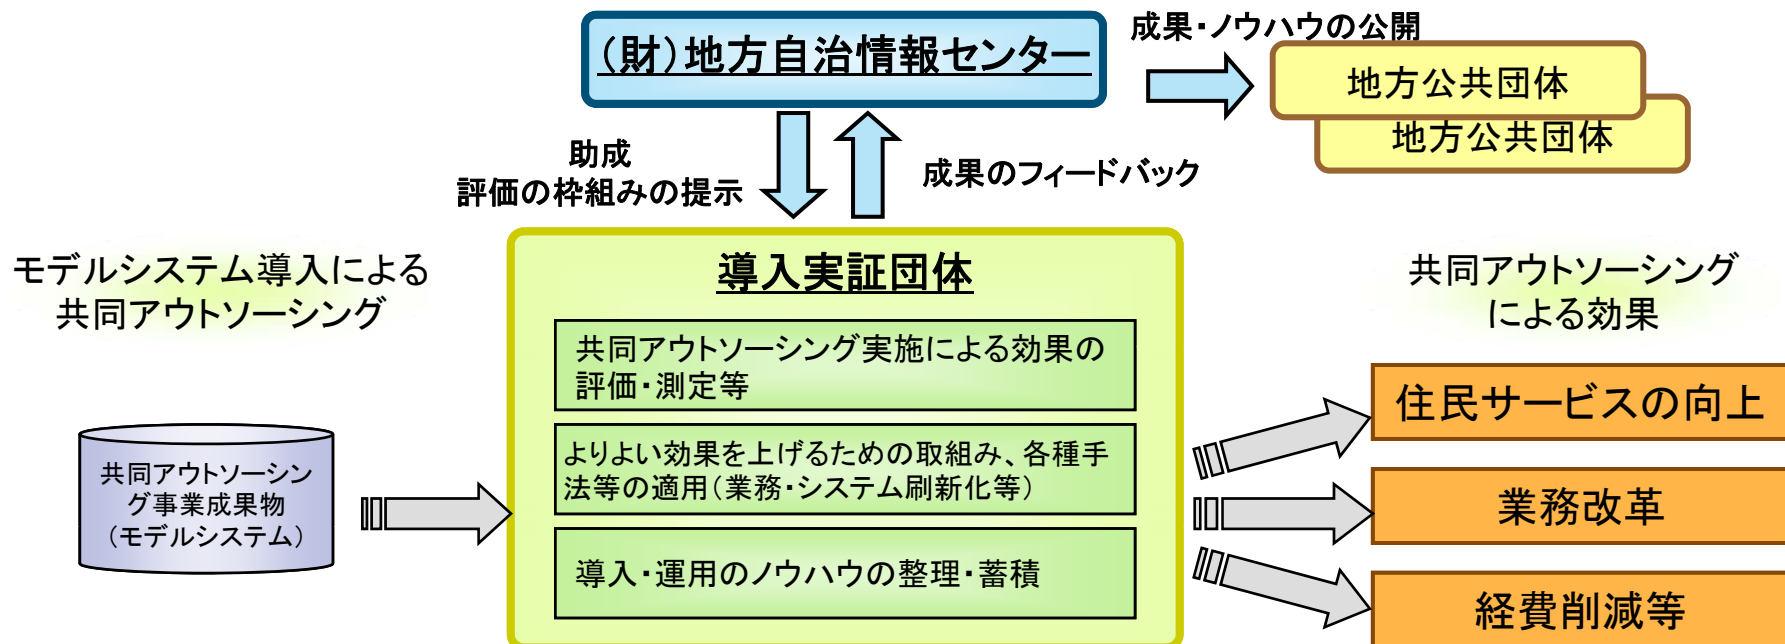 (財)地方自治情報センター
成果・ノウハウの公開
地方公共団体
地方公共団体
助成
評価の枠組みの提示
成果のフィードバック
モデルシステム導入による
共同アウトソーシング
導入実証団体
共同アウトソーシング
による効果
共同アウトソーシング実施による効果の
評価・測定等
共同アウトソーシン
グ事業成果物
(モデルシステム)
よりよい効果を上げるための取組み、各種手
法等の適用(業務・システム刷新化等)
導入・運用のノウハウの整理・蓄積
住民サービスの向上
業務改革
経費削減等